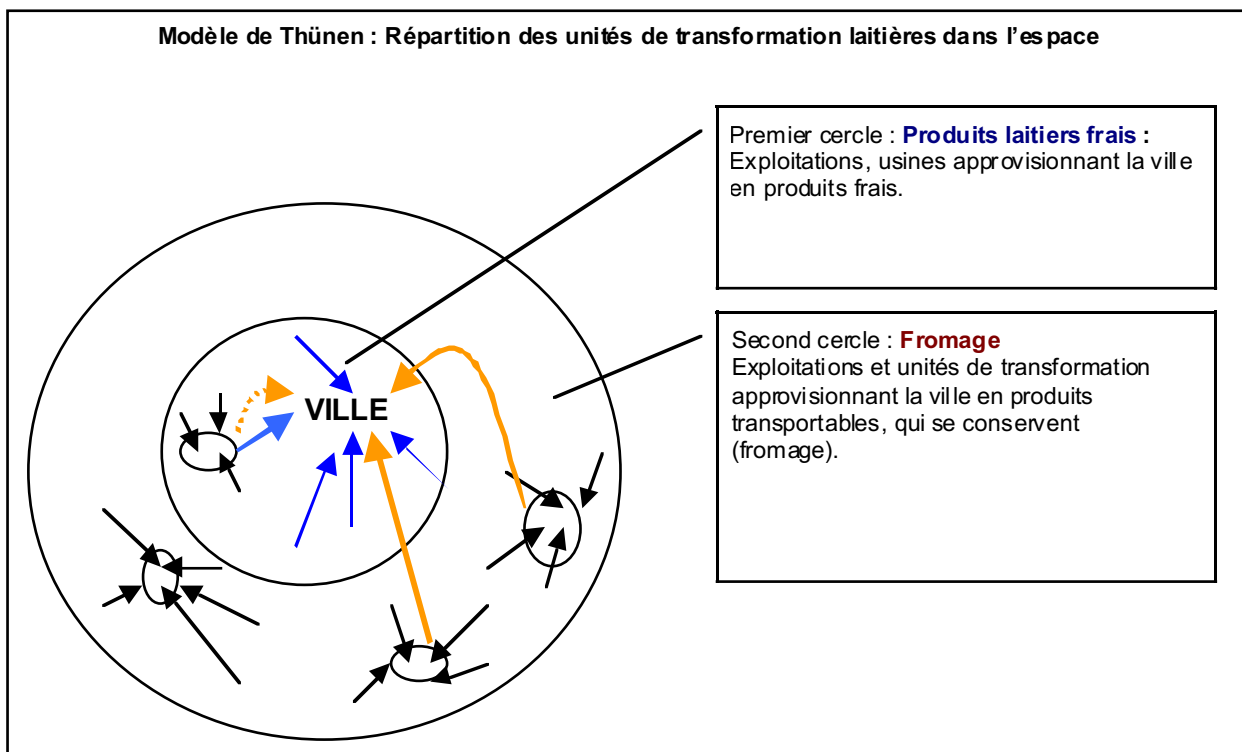 Modèle de Thünen : Répartition des unités de transformation laitières dans l'espace
Premier cercle : Produits laitiers frais :
Exploitations, usines approvisionnant la ville
en produits frais.
Second cercle : Fromage
Exploitations et unités de transformation
approvisionnant la ville en produits
transportables, qui se conservent
(fromage).
VILLE